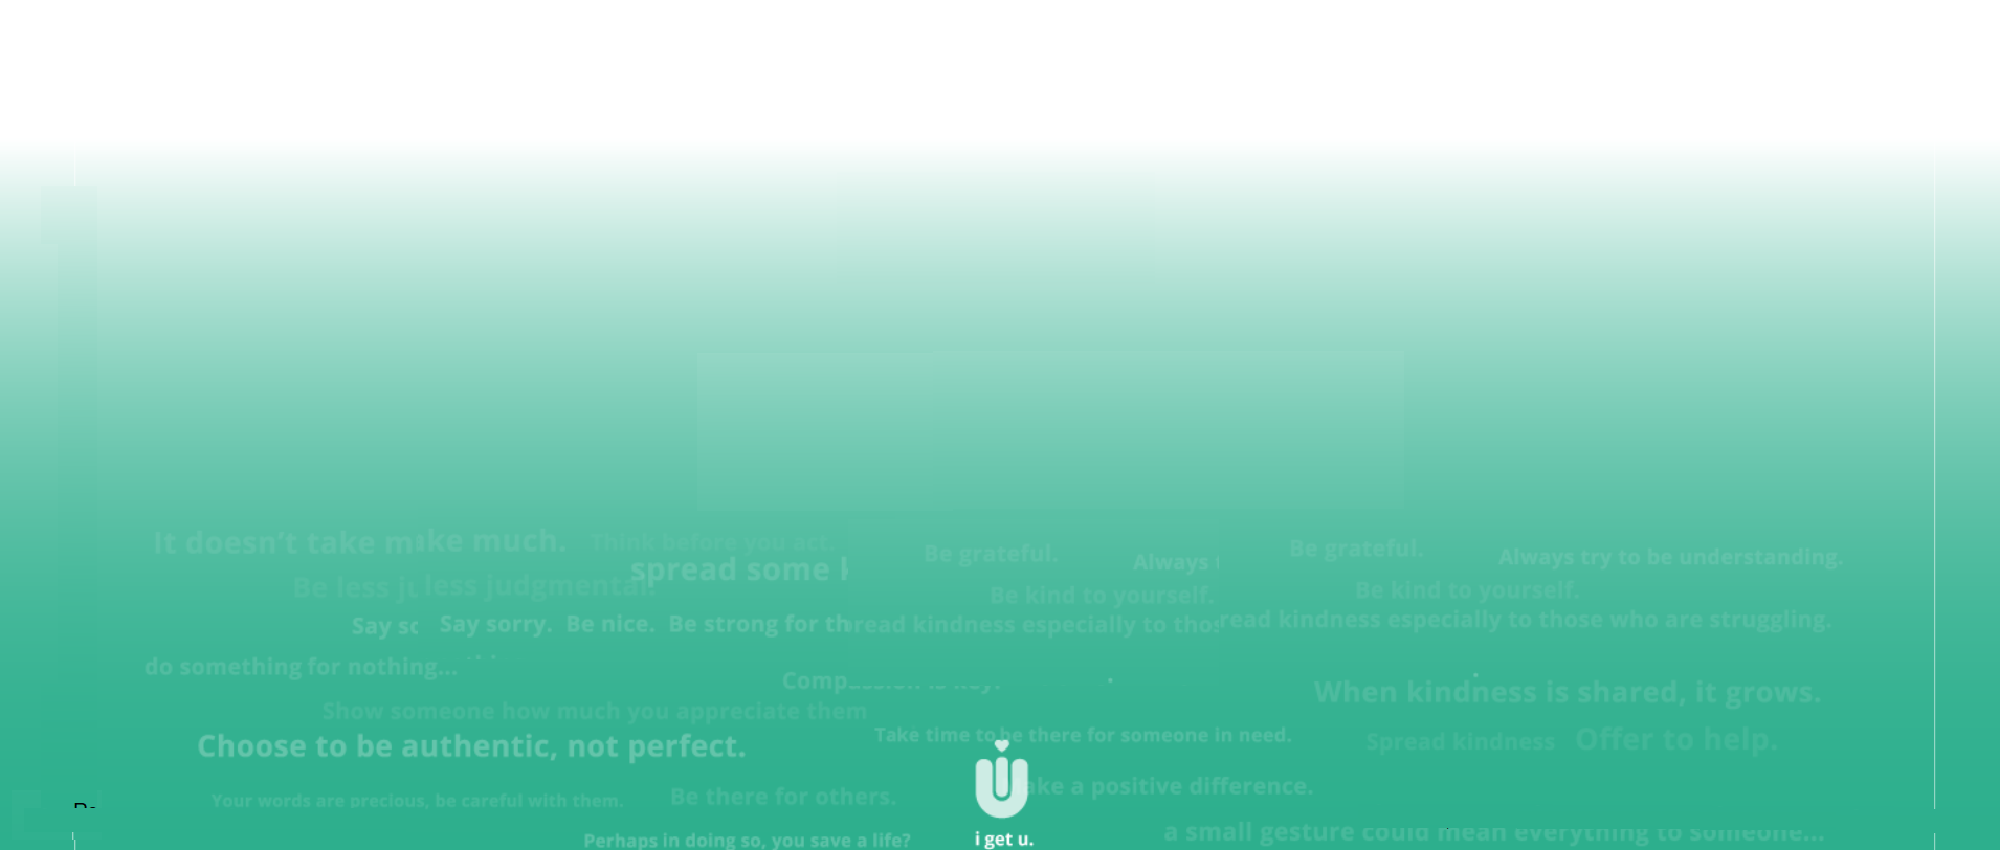 It doesn't take m ke much. Think before you act.
spread some
Be grateful. Always
Be grateful. Always try to be understanding.
Be less ju less judgmental.
Be kind to yourself. Be kind to yourself.
Say so Say sorry. Be nice. Be strong for th read kindness especially to thos read kindness especially to those who are struggling.
do something for nothing...
Compassion is key.
When kindness is shared, it grows.
Show someone how much you appreciate them
Choose to be authentic, not perfect.
Take time to be there for someone in need.
Spread kindness Offer to help.
Your words are precious, be careful with them.
Be there for others.
ake a positive difference.
Perhaps in doing so, you save a life?
i get u.
a small gesture could mean everything to someone...